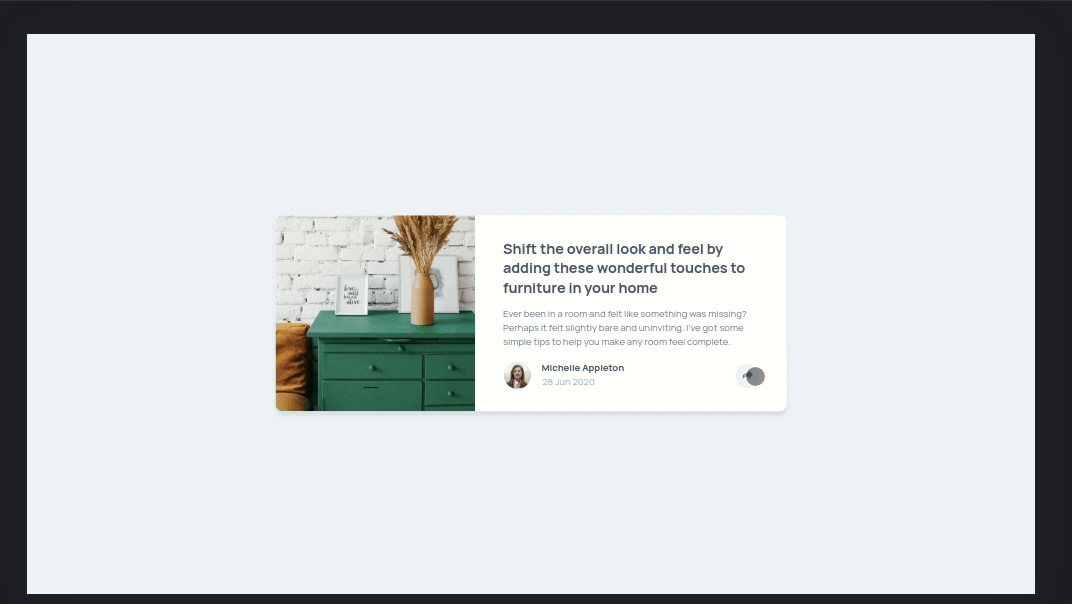 Shift the overall look and feel by
adding these wonderful touches to
furniture in your home
Ever been in a room and felt like something was missing?
Perhaps it felt slightly bare and uninviting. I've got some
simple tips to help you make any room feel complete.
Michelle Appleton
28 Jun 2020